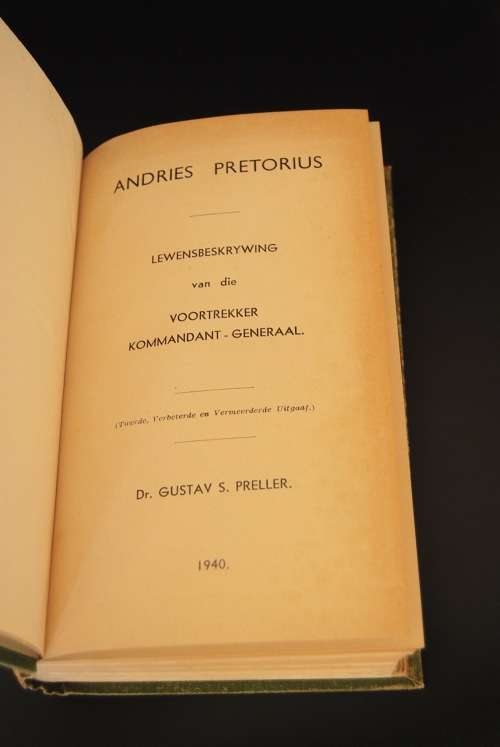 ANDRIES PRETORIUS
LEWENSBESKRYWING
van die
VOORTREKKER
KOMMANDANT - GENERAAL.
(Tweede, Verbeterde en Vermeerderde Uitgaaf.)
Dr. GUSTAV S. PRELLER.
1940.